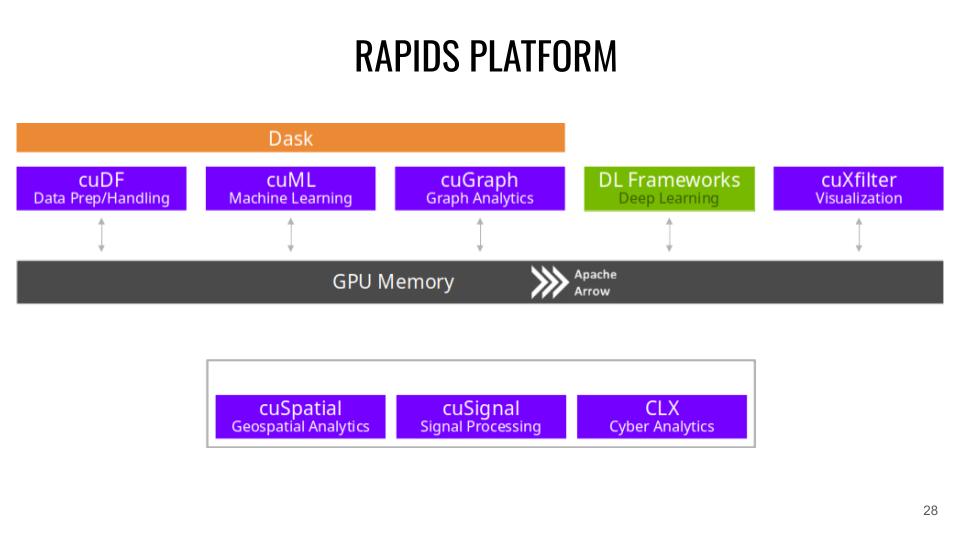 RAPIDS PLATFORM
Dask
cuDF
Data Prep/Handling
cuML
Machine Learning
cuGraph
Graph Analytics
DL Frameworks
Deep Learning
cuXfilter
Visualization
GPU Memory
Apache
Arrow
cuSpatial
Geospatial Analytics
cuSignal
Signal Processing
CLX
Cyber Analytics
28